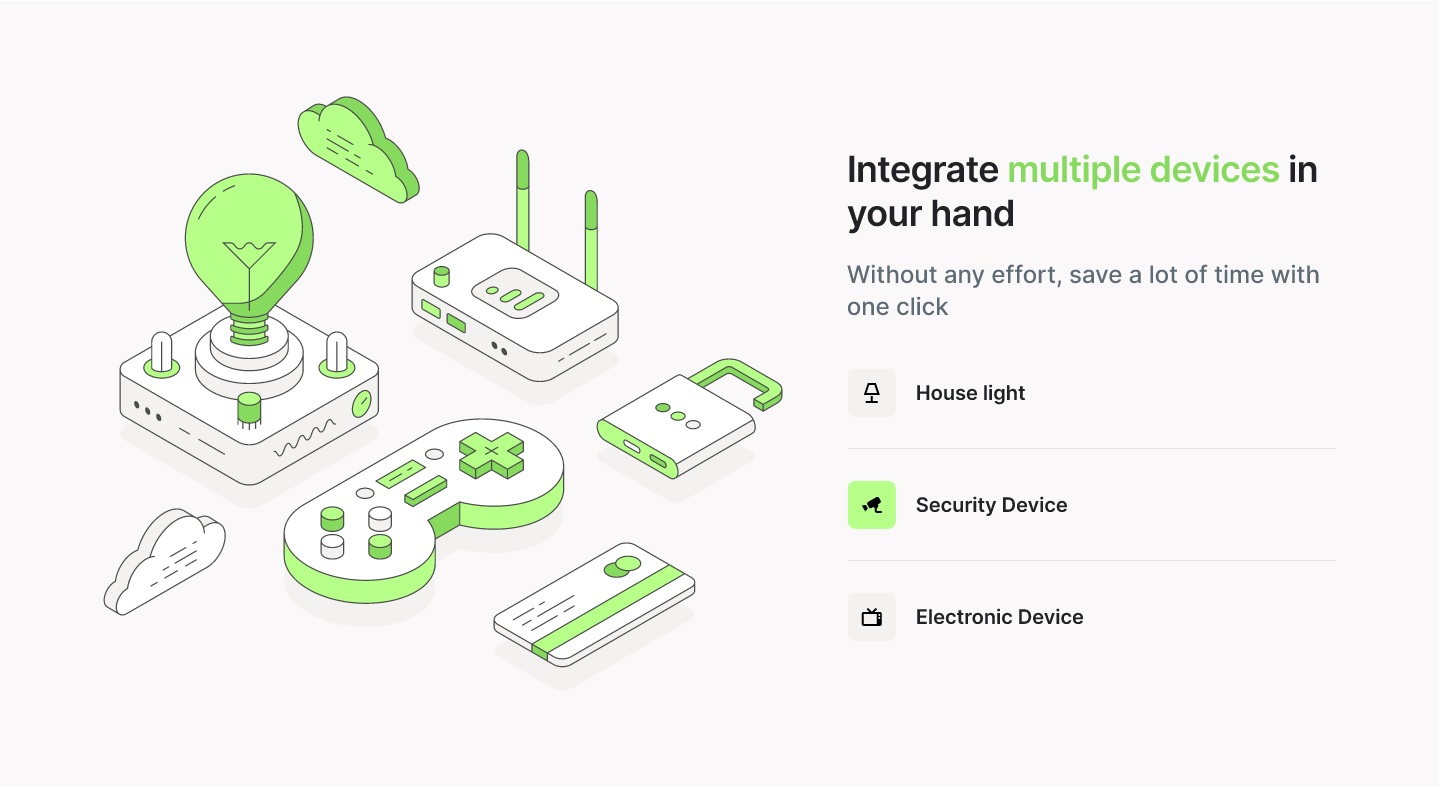 Integrate multiple devices in
your hand
Without any effort, save a lot of time with
one click
House light
Security Device
Electronic Device